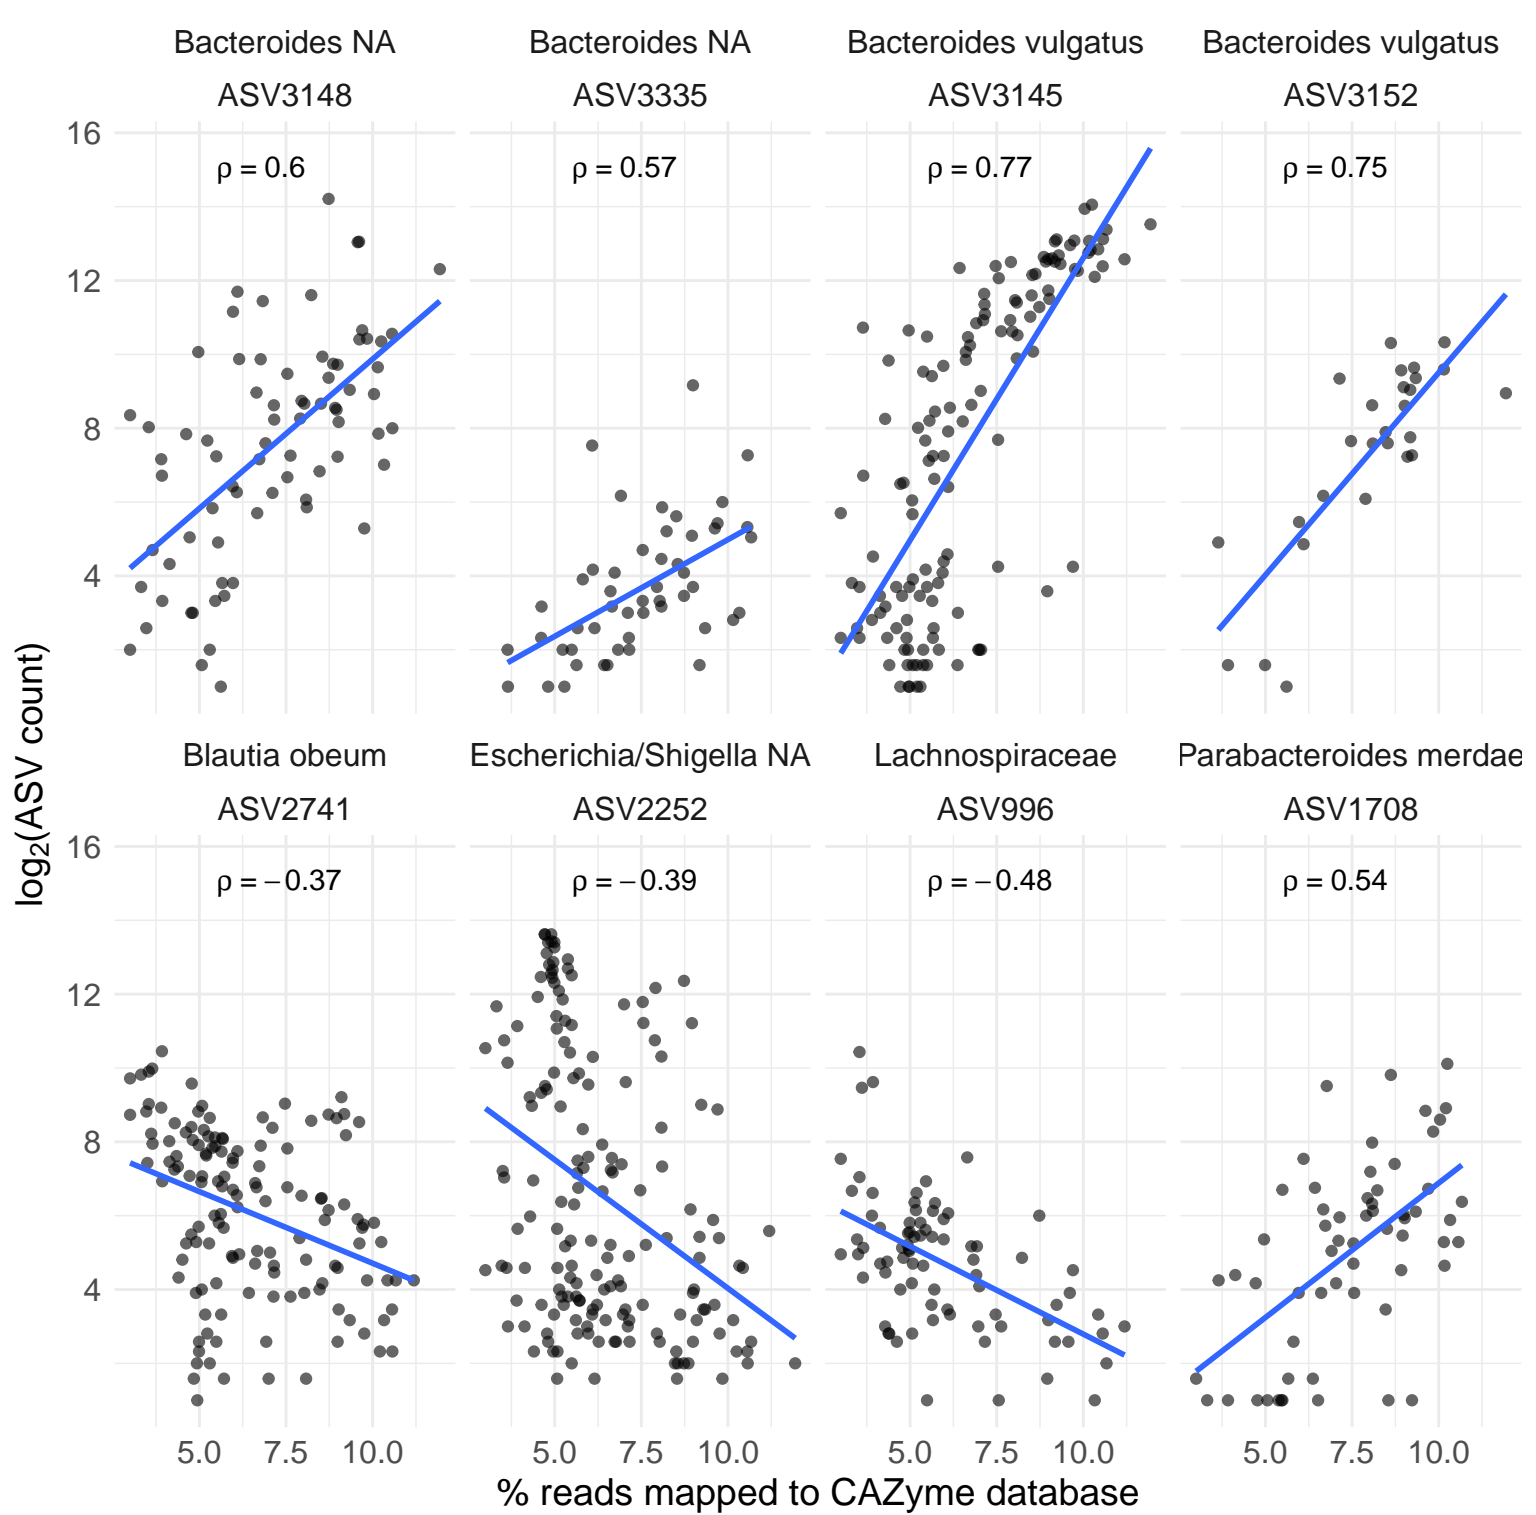 Bacteroides NA
Bacteroides NA
Bacteroides vulgatus
Bacteroides vulgatus
ASV3148
ASV3335
ASV3145
ASV3152
16
ρ = 0.6
ρ = 0.57
ρ = 0.77
ρ = 0.75
12
8
4
log₂(ASV count)
Blautia obeum
Escherichia/Shigella NA
Lachnospiraceae
Parabacteroides merdae
ASV2741
ASV2252
ASV996
ASV1708
16
ρ = −0.37
ρ = −0.39
ρ = −0.48
ρ = 0.54
12
8
4
5.0 7.5 10.0
5.0 7.5 10.0
5.0 7.5 10.0
5.0 7.5 10.0
% reads mapped to CAZyme database